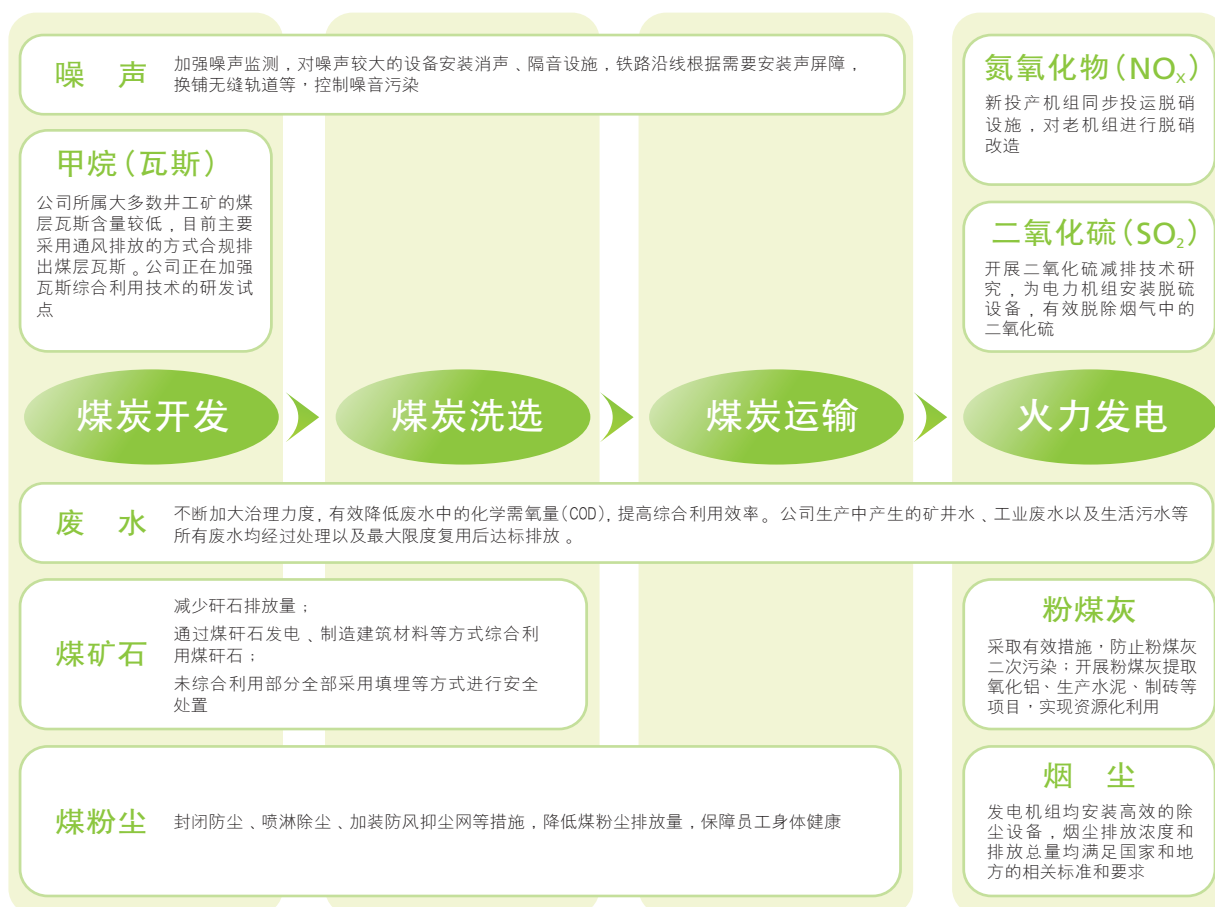 噪 声
加强噪声监测，对噪声较大的设备安装消声、隔音设施，铁路沿线根据需要安装声屏障，
换铺无缝轨道等，控制噪音污染
甲烷（瓦斯）
公司所属大多数井工矿的煤
层瓦斯含量较低，目前主要
采用通风排放的方式合规排
出煤层瓦斯。公司正在加强
瓦斯综合利用技术的研发试
点
氮氧化物（NOx）
新投产机组同步投运脱硝
设施，对老机组进行脱硝
改造
二氧化硫（SO₂）
开展二氧化硫减排技术研
究，为电力机组安装脱硫
设备，有效脱除烟气中的
二氧化硫
煤炭开发
煤炭洗选
煤炭运输
火力发电
废 水
不断加大治理力度，有效降低废水中的化学需氧量(COD)，提高综合利用效率。公司生产中产生的矿井水、工业废水以及生活污水等
所有废水均经过处理以及最大限度复用后达标排放。
煤矿石
减少矸石排放量；
通过煤矸石发电、制造建筑材料等方式综合利
用煤矸石；
未综合利用部分全部采用填埋等方式进行安全
处置
粉煤灰
采取有效措施，防止粉煤灰
二次污染；开展粉煤灰提取
氧化铝、生产水泥、制砖等
项目，实现资源化利用
煤粉尘
封闭防尘、喷淋除尘、加装防风抑尘网等措施，降低煤粉尘排放量，保障员工身体健康
烟 尘
发电机组均安装高效的除
尘设备，烟尘排放浓度和
排放总量均满足国家和地
方的相关标准和要求